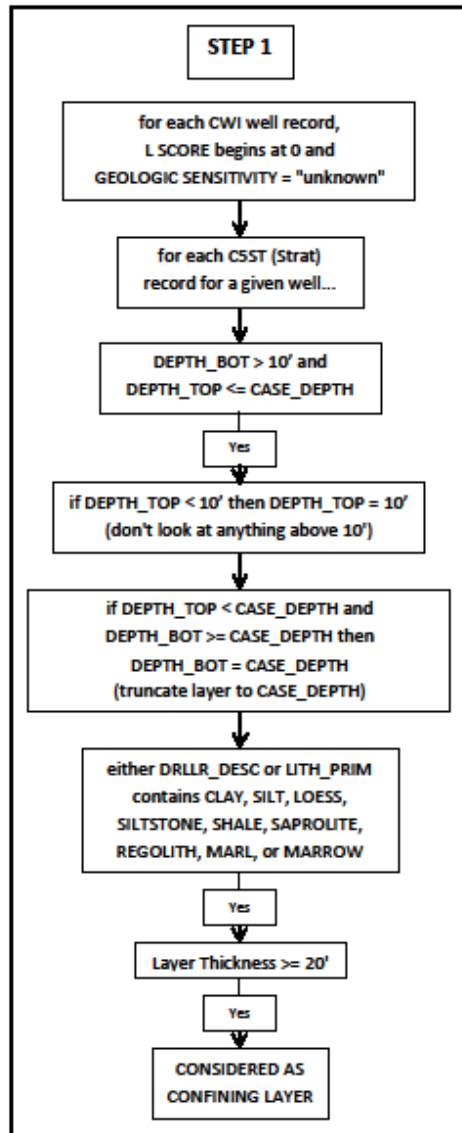 STEP 1
for each CWI well record,
L SCORE begins at 0 and
GEOLOGIC SENSITIVITY = "unknown"
for each C5ST (Strat)
record for a given well...
DEPTH_BOT > 10' and
DEPTH_TOP <= CASE_DEPTH
Yes
if DEPTH_TOP < 10' then DEPTH_TOP = 10'
(don't look at anything above 10')
if DEPTH_TOP < CASE_DEPTH and
DEPTH_BOT >= CASE_DEPTH then
DEPTH_BOT = CASE_DEPTH
(truncate layer to CASE_DEPTH)
either DRLLR_DESC or LITH_PRIM
contains CLAY, SILT, LOESS,
SILTSTONE, SHALE, SAPROLITE,
REGOLITH, MARL, or MARROW
Yes
Layer Thickness >= 20'
Yes
CONSIDERED AS
CONFINING LAYER